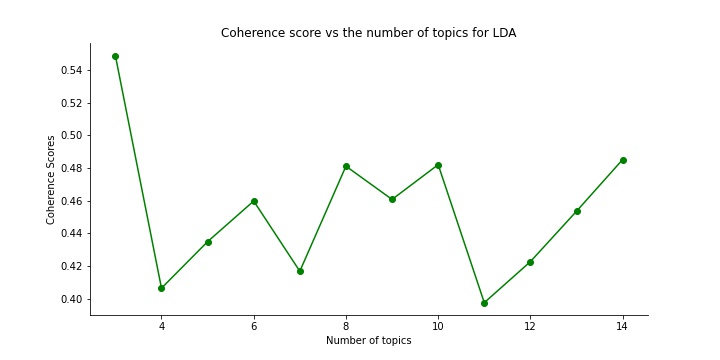 Coherence score vs the number of topics for LDA
Coherence Scores
0.54
0.52
0.50
0.48
0.46
0.44
0.42
0.40
4 6 8 10 12 14
Number of topics